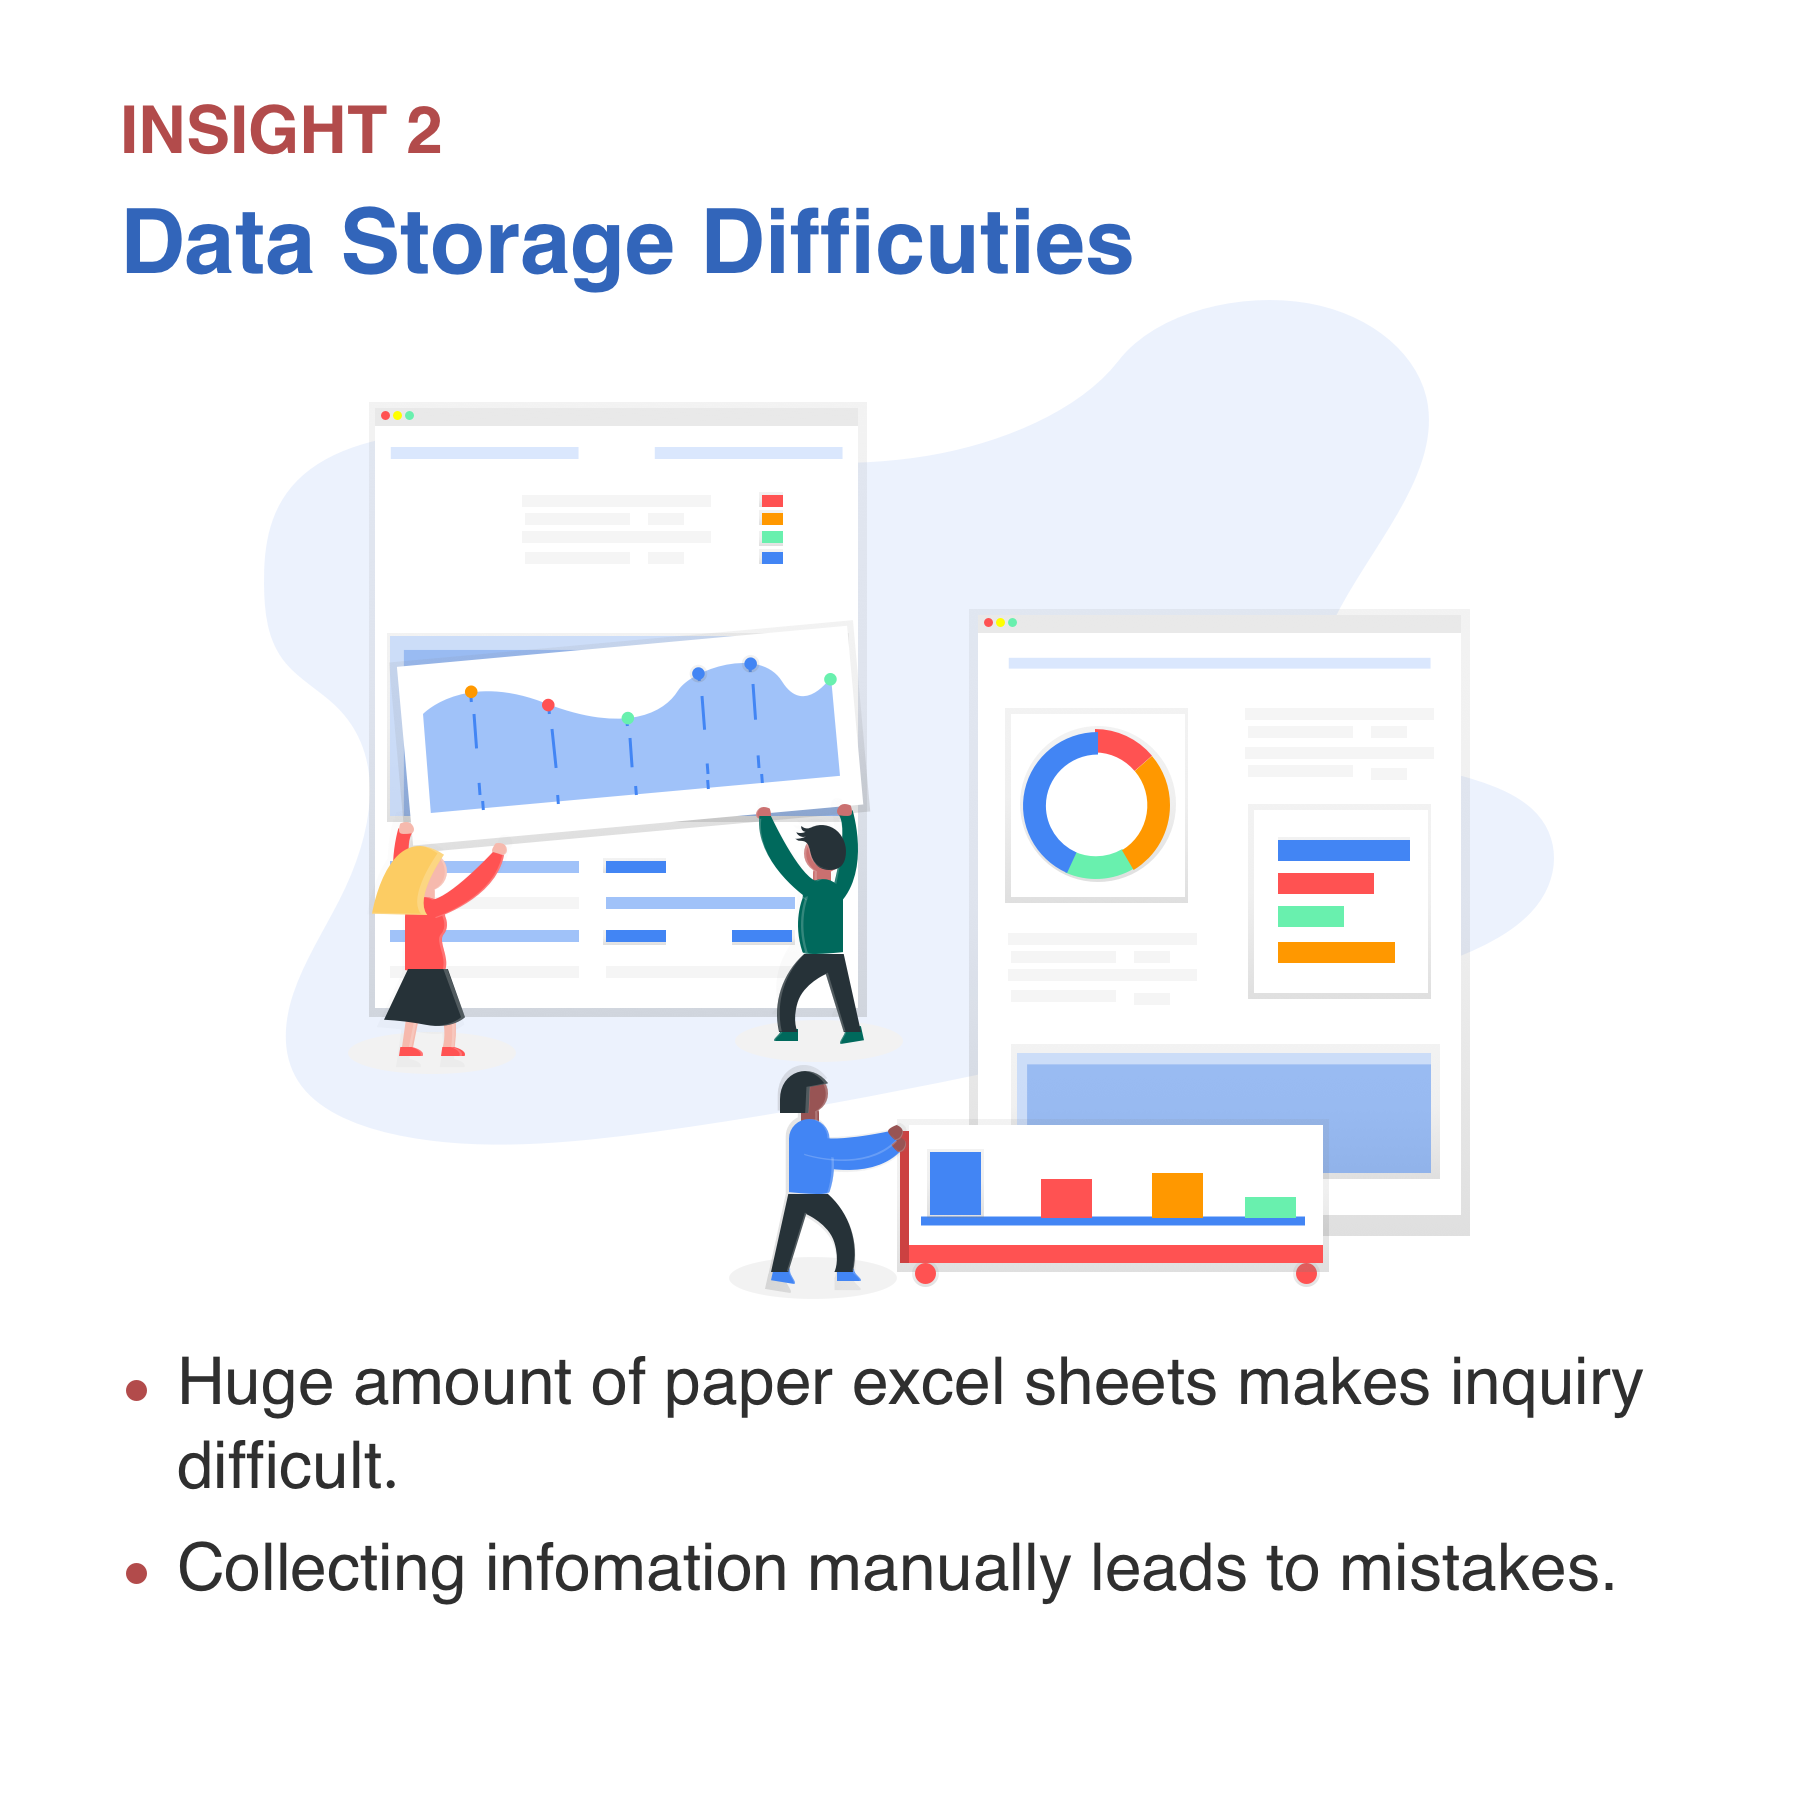 INSIGHT 2
Data Storage Difficuties
• Huge amount of paper excel sheets makes inquiry
difficult.
• Collecting infomation manually leads to mistakes.